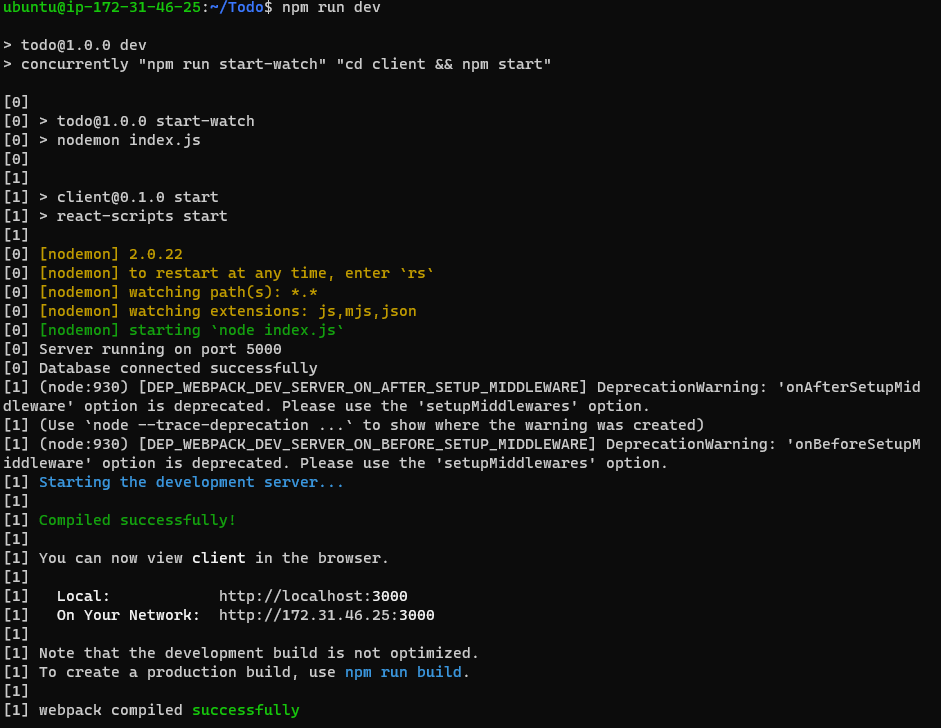 ubuntu@ip-172-31-46-25:~/Todo$ npm run dev

> todo@1.0.0 dev
> concurrently "npm run start-watch" "cd client && npm start"

[0]
[0] > todo@1.0.0 start-watch
[0] > nodemon index.js
[0]
[1]
[1] > client@0.1.0 start
[1] > react-scripts start
[1]
[0] [nodemon] 2.0.22
[0] [nodemon] to restart at any time, enter `rs`
[0] [nodemon] watching path(s): *.*
[0] [nodemon] watching extensions: js,mjs,json
[0] [nodemon] starting `node index.js`
[0] Server running on port 5000
[0] Database connected successfully
[1] (node:930) [DEP_WEBPACK_DEV_SERVER_ON_AFTER_SETUP_MIDDLEWARE] DeprecationWarning: 'onAfterSetupMid
dleware' option is deprecated. Please use the 'setupMiddlewares' option.
[1] (Use `node --trace-deprecation ...` to show where the warning was created)
[1] (node:930) [DEP_WEBPACK_DEV_SERVER_ON_BEFORE_SETUP_MIDDLEWARE] DeprecationWarning: 'onBeforeSetupM
iddleware' option is deprecated. Please use the 'setupMiddlewares' option.
[1] Starting the development server...
[1]
[1] Compiled successfully!
[1]
[1] You can now view client in the browser.
[1]
[1]   Local:            http://localhost:3000
[1]   On Your Network:  http://172.31.46.25:3000
[1]
[1] Note that the development build is not optimized.
[1] To create a production build, use npm run build.
[1]
[1] webpack compiled successfully